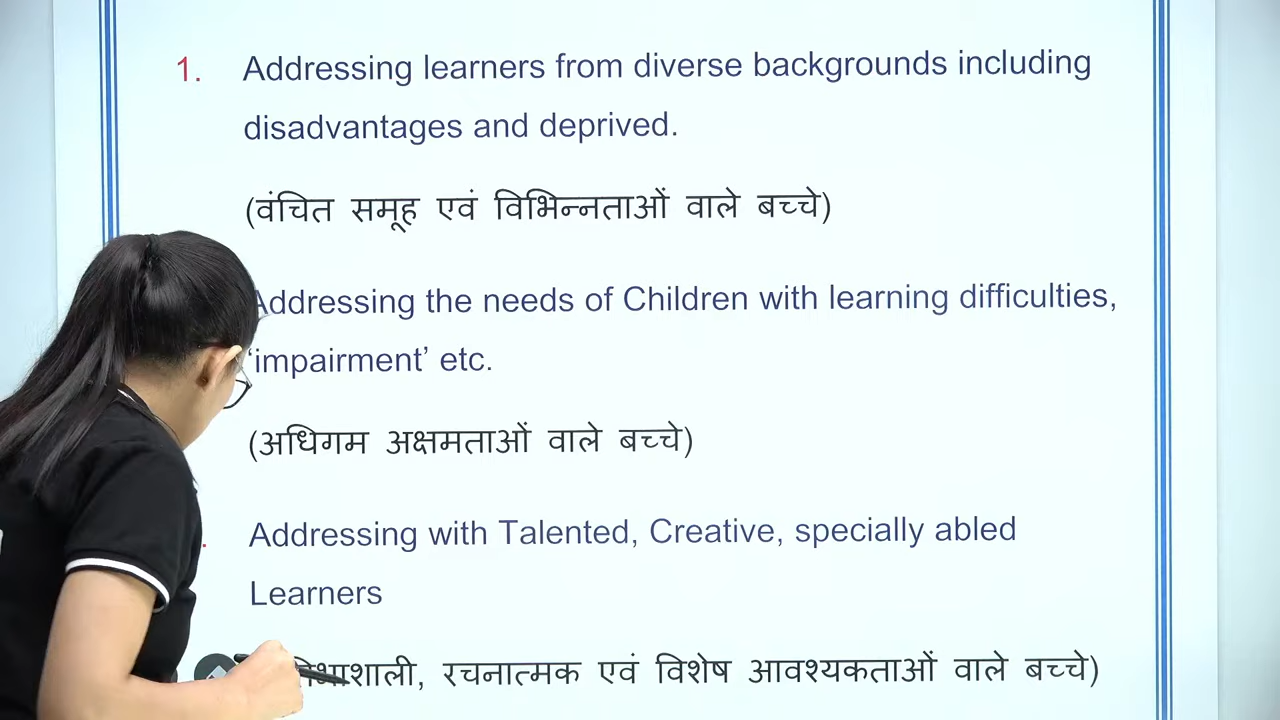 1. Addressing learners from diverse backgrounds including
disadvantages and deprived.
(वंचित समूह एवं विभिन्नताओं वाले बच्चे)
Addressing the needs of Children with learning difficulties,
‘impairment’ etc.
(अधिगम अक्षमताओं वाले बच्चे)
Addressing with Talented, Creative, specially abled
Learners
रचनात्मक एवं विशेष आवश्यकताओं वाले बच्चे)